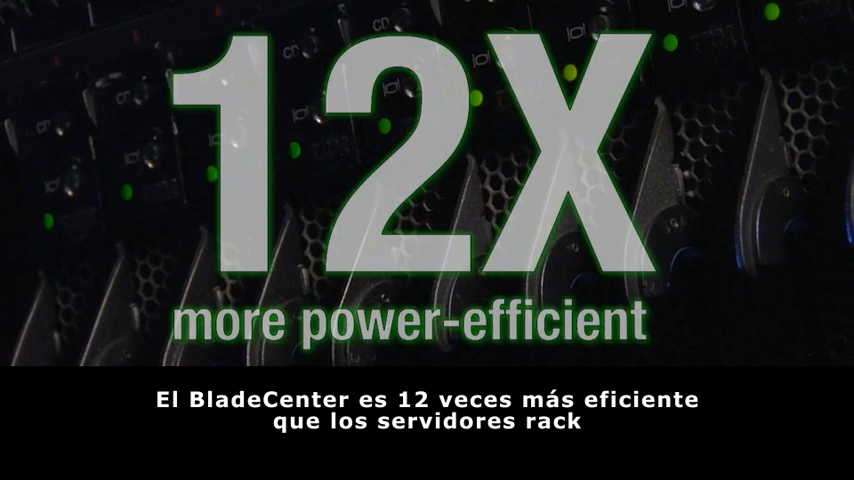 12X
more power-efficient
El BladeCenter es 12 veces más eficiente
que los servidores rack